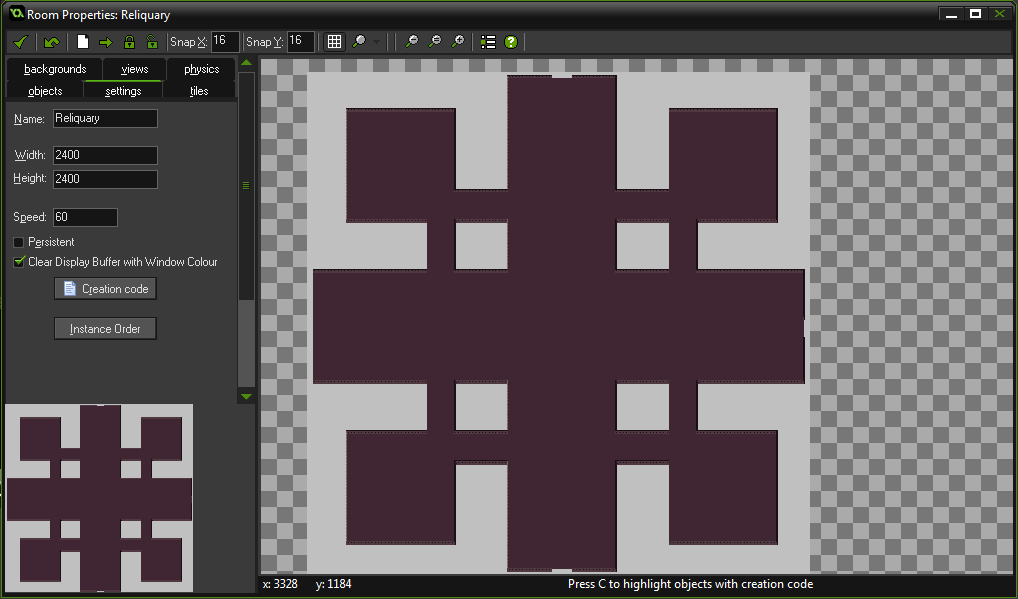 Room Properties: Reliquary
Snap X: 16 Snap Y: 16
backgrounds views physics
objects settings tiles
Name: Reliquary
Width: 2400
Height: 2400
Speed: 60
Persistent
Clear Display Buffer with Window Colour
Creation code
Instance Order
x: 3328 y: 1184 Press C to highlight objects with creation code